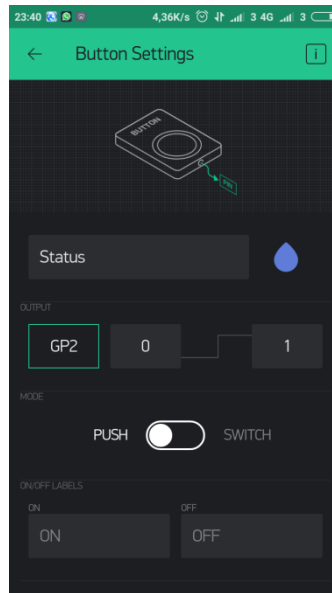 23:40 4,36K/s 3 4G 3
Button Settings
BUTTON
PIN
Status
OUTPUT
GP2 0 1
MODE
PUSH SWITCH
ON/OFF LABELS
ON OFF
ON OFF